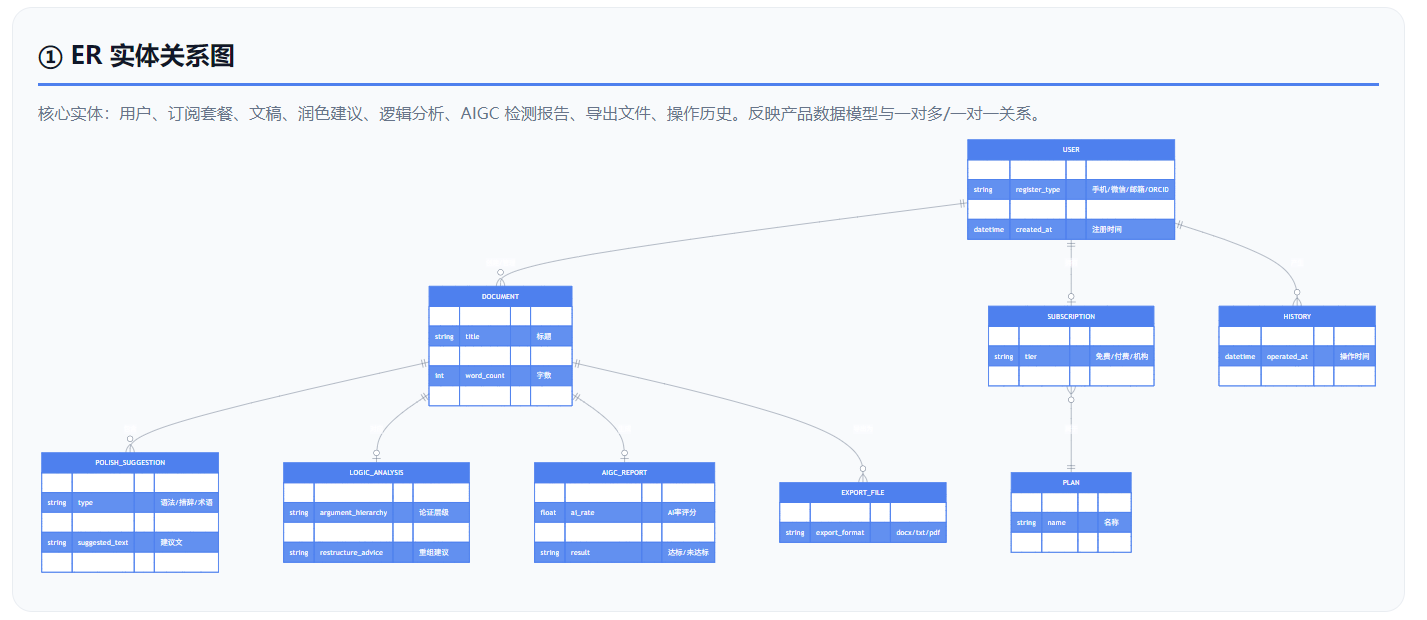 ① ER 实体关系图
核心实体：用户、订阅套餐、文稿、润色建议、逻辑分析、AIGC 检测报告、导出文件、操作历史。反映产品数据模型与一对多/一对一关系。
USER
string register_type 手机/微信/邮箱/ORCID
datetime created_at 注册时间
DOCUMENT
string title 标题
int word_count 字数
SUBSCRIPTION
string tier 免费/付费/机构
HISTORY
datetime operated_at 操作时间
POLISH_SUGGESTION
string type 语法/措辞/术语
string suggested_text 建议文
LOGIC_ANALYSIS
string argument_hierarchy 论证层级
string restructure_advice 重组建议
AIGC_REPORT
float ai_rate AI率评分
string result 达标/未达标
EXPORT_FILE
string export_format docx/txt/pdf
PLAN
string name 名称